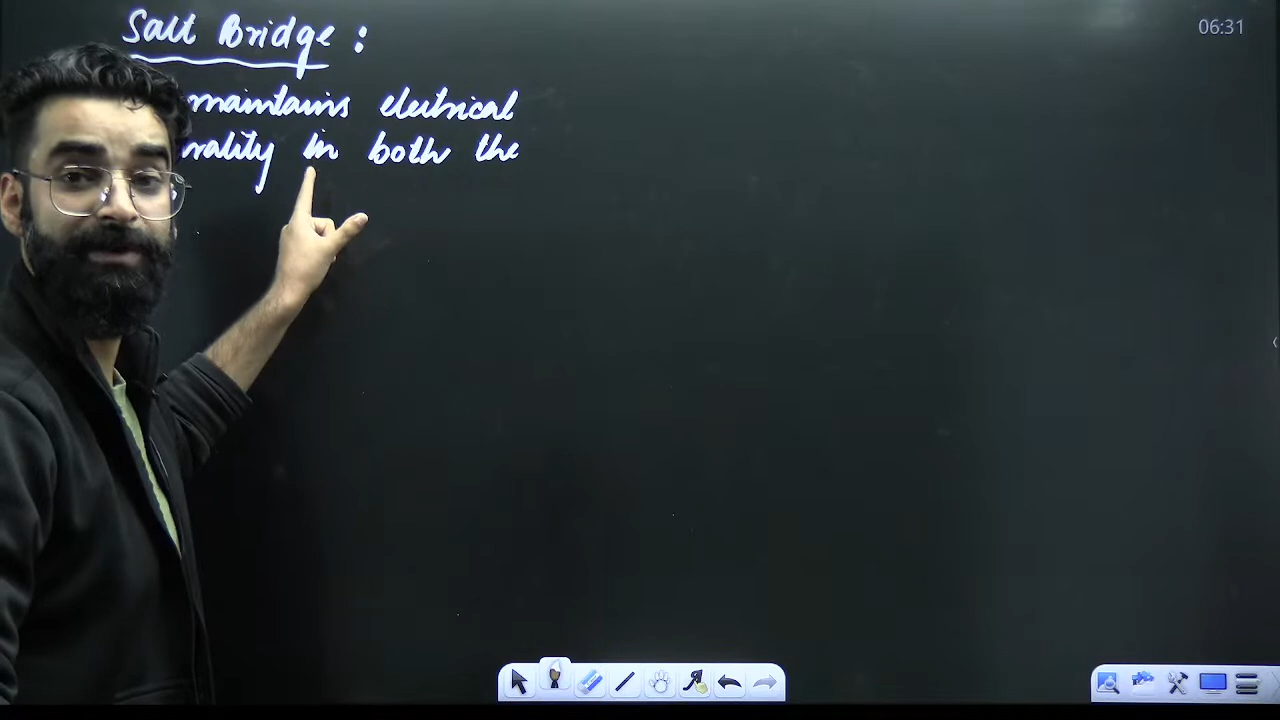 Salt Bridge :
06:31
maintains electrical
rality in both the